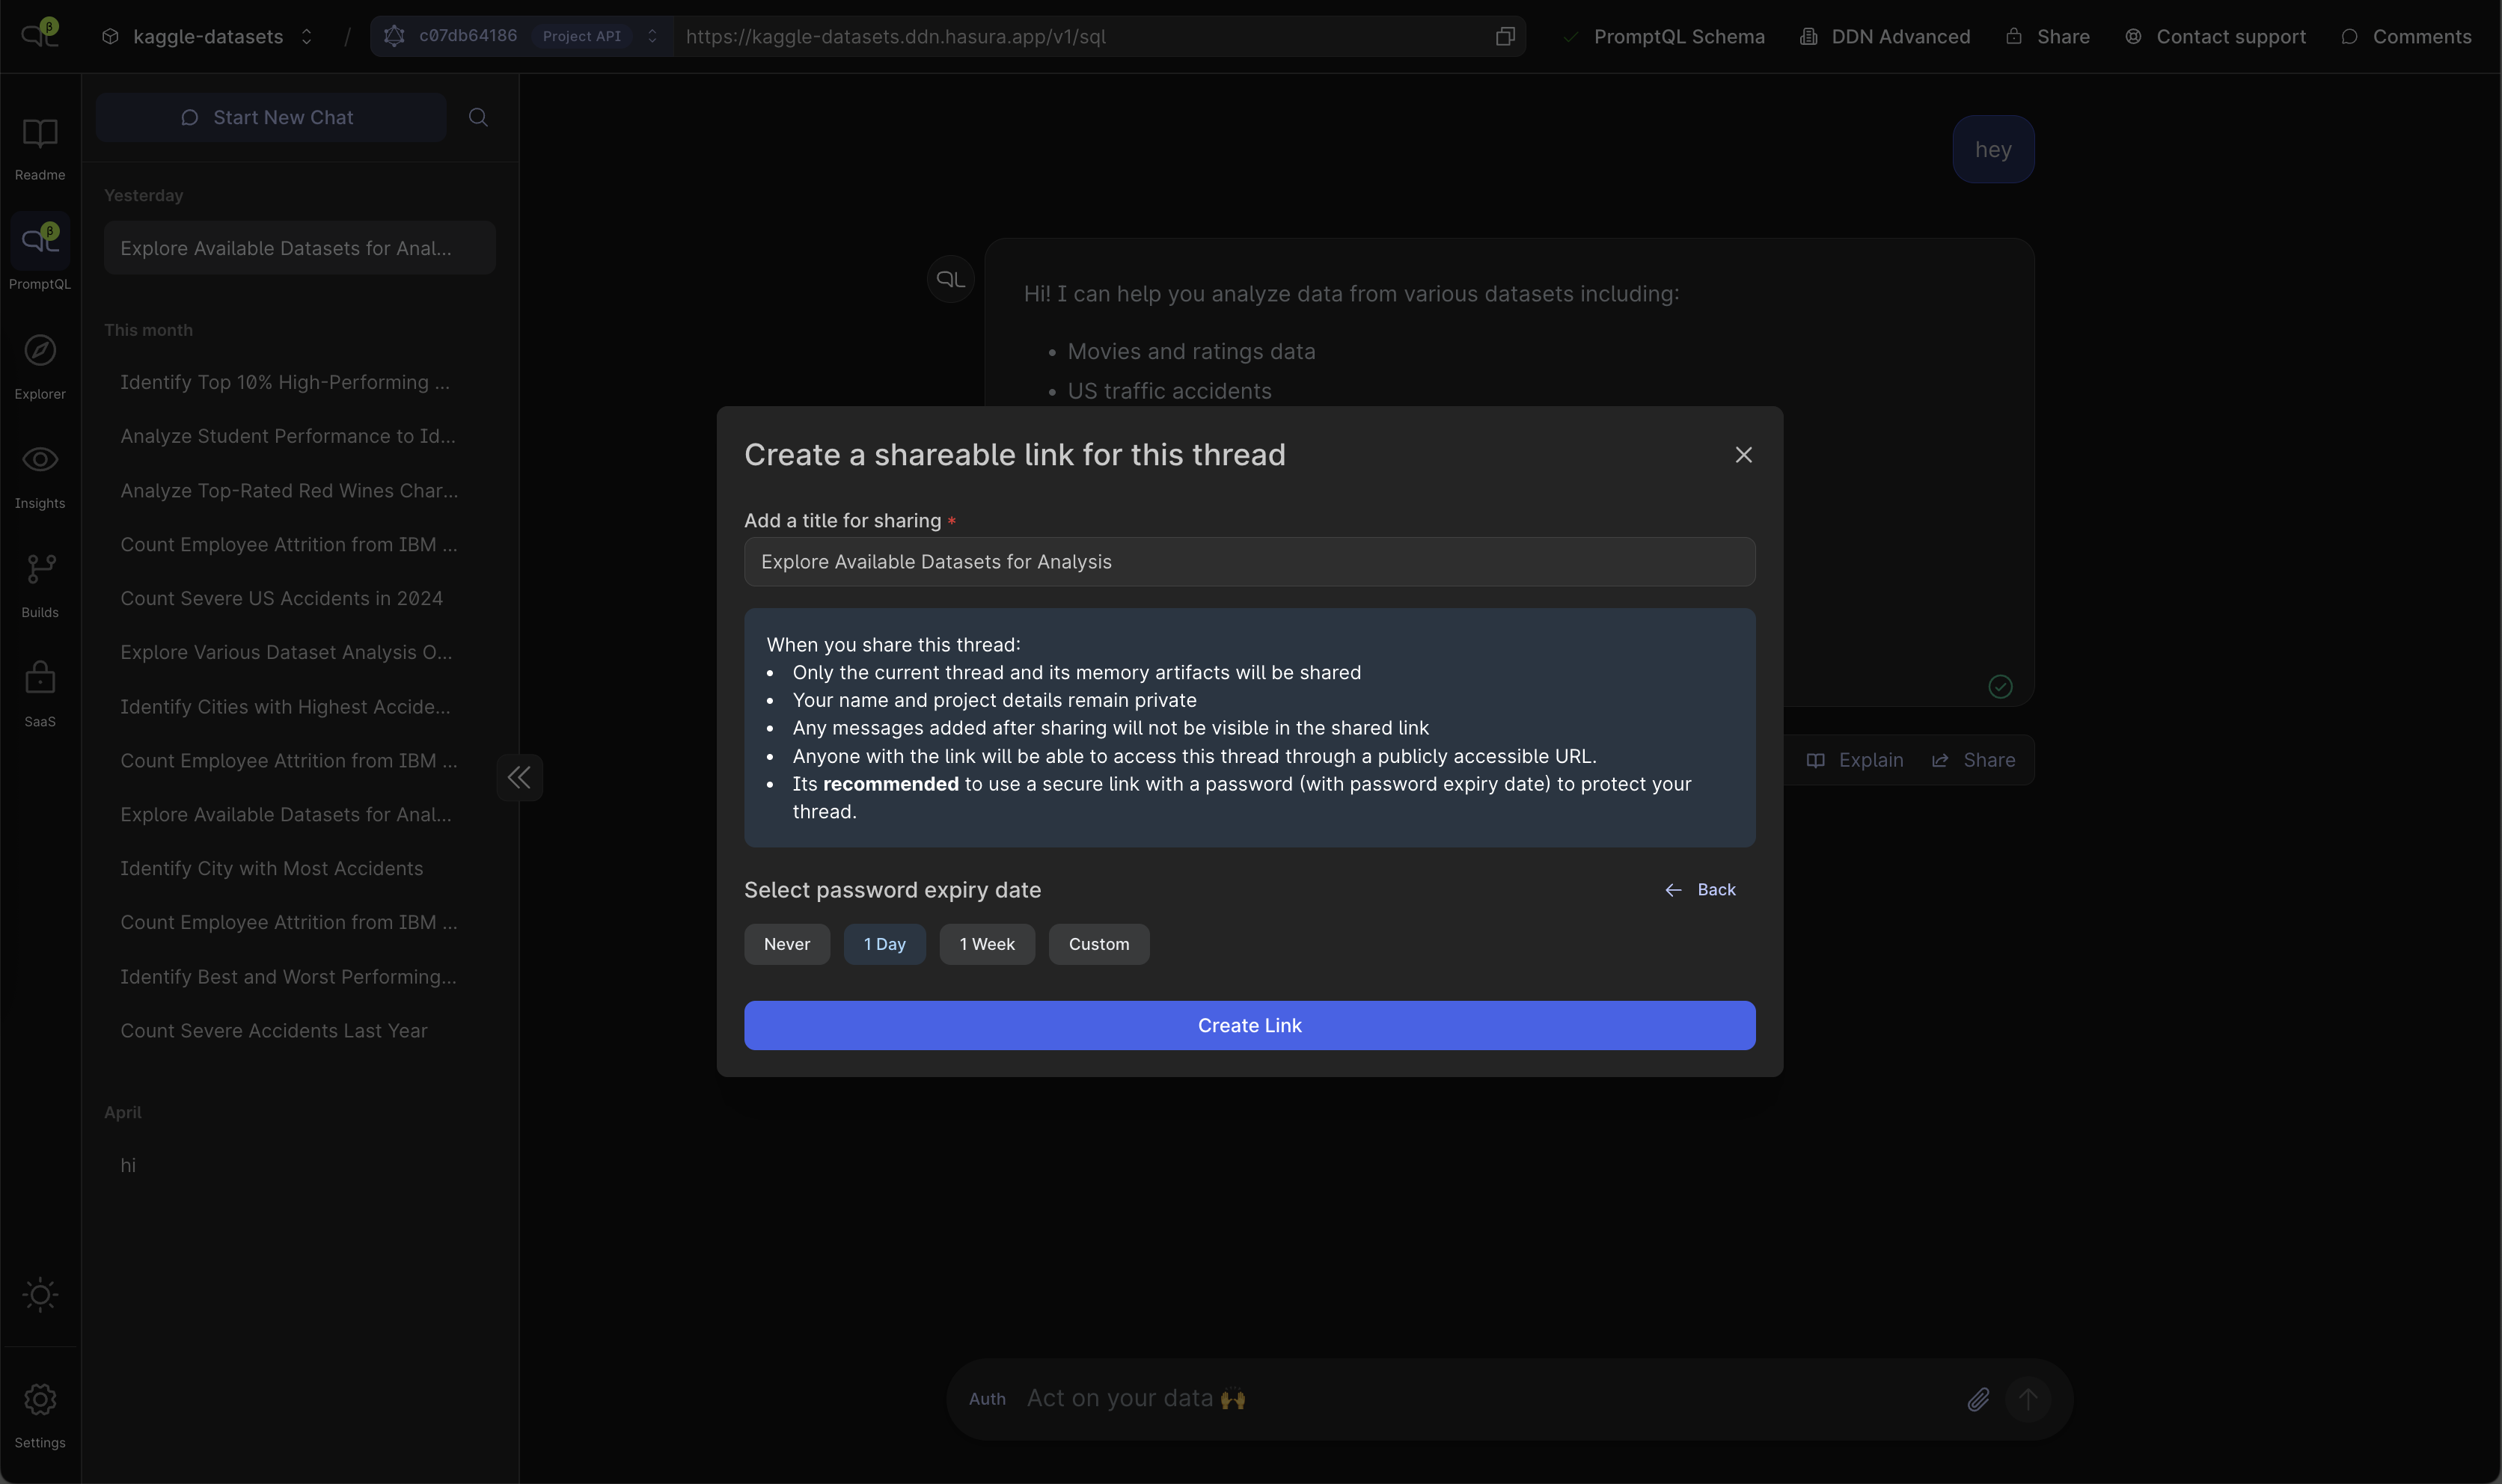 β
kaggle-datasets
/
c07db64186
Project API
https://kaggle-datasets.ddn.hasura.app/v1/sql
PromptQL Schema
DDN Advanced
Share
Contact support
Comments
Readme
β
PromptQL
Explorer
Insights
Builds
SaaS
Settings
Start New Chat
Yesterday
Explore Available Datasets for Anal...
This month
Identify Top 10% High-Performing ...
Analyze Student Performance to Id...
Analyze Top-Rated Red Wines Char...
Count Employee Attrition from IBM ...
Count Severe US Accidents in 2024
Explore Various Dataset Analysis O...
Identify Cities with Highest Accide...
Count Employee Attrition from IBM ...
Explore Available Datasets for Anal...
Identify City with Most Accidents
Count Employee Attrition from IBM ...
Identify Best and Worst Performing...
Count Severe Accidents Last Year
April
hi
hey
Hi! I can help you analyze data from various datasets including:
• Movies and ratings data
• US traffic accidents
Create a shareable link for this thread
Add a title for sharing *
Explore Available Datasets for Analysis
When you share this thread:
• Only the current thread and its memory artifacts will be shared
• Your name and project details remain private
• Any messages added after sharing will not be visible in the shared link
• Anyone with the link will be able to access this thread through a publicly accessible URL.
• Its recommended to use a secure link with a password (with password expiry date) to protect your
thread.
Select password expiry date
Back
Never
1 Day
1 Week
Custom
Create Link
Explain
Share
Auth
Act on your data 🙌